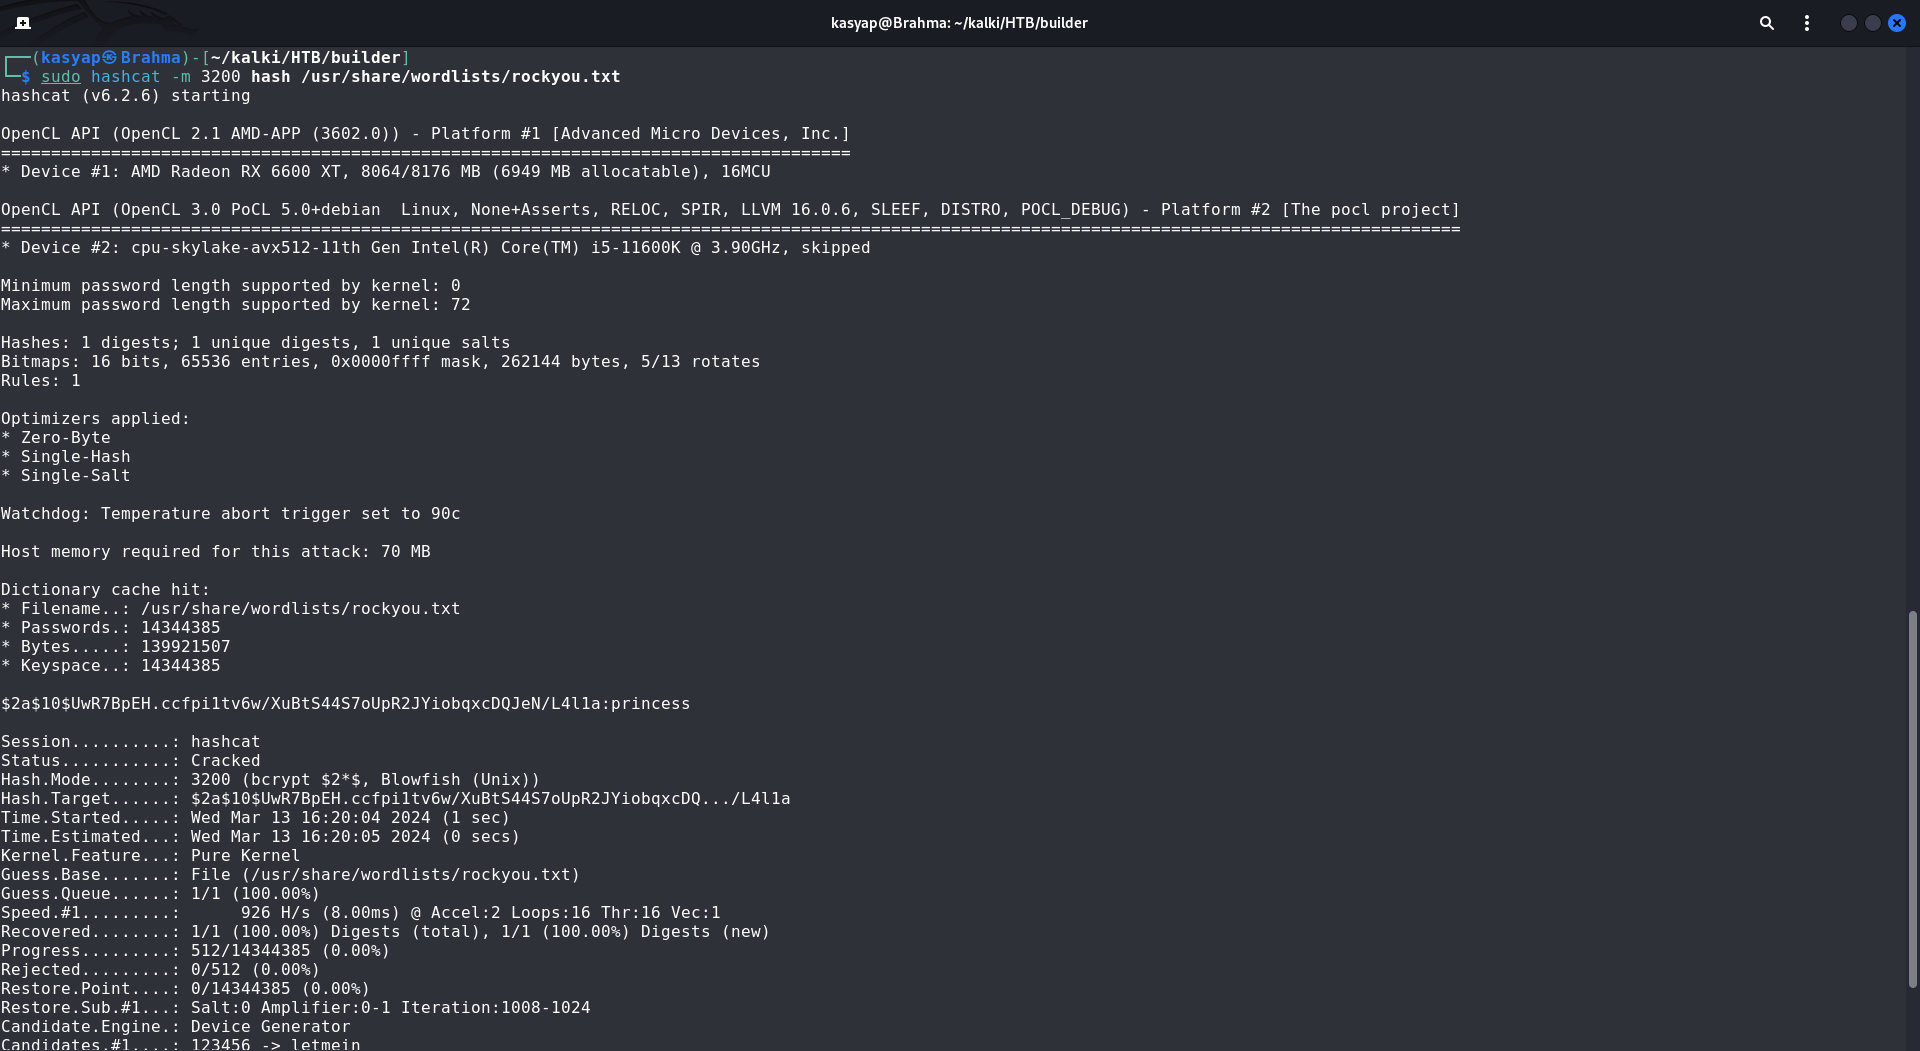 kasyap@Brahma: ~/kalki/HTB/builder
┌──(kasyap㉿Brahma)-[~/kalki/HTB/builder]
└─$ sudo hashcat -m 3200 hash /usr/share/wordlists/rockyou.txt
hashcat (v6.2.6) starting

OpenCL API (OpenCL 2.1 AMD-APP (3602.0)) - Platform #1 [Advanced Micro Devices, Inc.]
=====================================================================================
* Device #1: AMD Radeon RX 6600 XT, 8064/8176 MB (6949 MB allocatable), 16MCU

OpenCL API (OpenCL 3.0 PoCL 5.0+debian  Linux, None+Asserts, RELOC, SPIR, LLVM 16.0.6, SLEEF, DISTRO, POCL_DEBUG) - Platform #2 [The pocl project]
==================================================================================================================================================
* Device #2: cpu-skylake-avx512-11th Gen Intel(R) Core(TM) i5-11600K @ 3.90GHz, skipped

Minimum password length supported by kernel: 0
Maximum password length supported by kernel: 72

Hashes: 1 digests; 1 unique digests, 1 unique salts
Bitmaps: 16 bits, 65536 entries, 0x0000ffff mask, 262144 bytes, 5/13 rotates
Rules: 1

Optimizers applied:
* Zero-Byte
* Single-Hash
* Single-Salt

Watchdog: Temperature abort trigger set to 90c

Host memory required for this attack: 70 MB

Dictionary cache hit:
* Filename..: /usr/share/wordlists/rockyou.txt
* Passwords.: 14344385
* Bytes.....: 139921507
* Keyspace..: 14344385

$2a$10$UwR7BpEH.ccfpi1tv6w/XuBtS44S7oUpR2JYiobqxcDQJeN/L4l1a:princess

Session..........: hashcat
Status...........: Cracked
Hash.Mode........: 3200 (bcrypt $2*$, Blowfish (Unix))
Hash.Target......: $2a$10$UwR7BpEH.ccfpi1tv6w/XuBtS44S7oUpR2JYiobqxcDQ.../L4l1a
Time.Started.....: Wed Mar 13 16:20:04 2024 (1 sec)
Time.Estimated...: Wed Mar 13 16:20:05 2024 (0 secs)
Kernel.Feature...: Pure Kernel
Guess.Base.......: File (/usr/share/wordlists/rockyou.txt)
Guess.Queue......: 1/1 (100.00%)
Speed.#1.........:      926 H/s (8.00ms) @ Accel:2 Loops:16 Thr:16 Vec:1
Recovered........: 1/1 (100.00%) Digests (total), 1/1 (100.00%) Digests (new)
Progress.........: 512/14344385 (0.00%)
Rejected.........: 0/512 (0.00%)
Restore.Point....: 0/14344385 (0.00%)
Restore.Sub.#1...: Salt:0 Amplifier:0-1 Iteration:1008-1024
Candidate.Engine.: Device Generator
Candidates.#1....: 123456 -> letmein